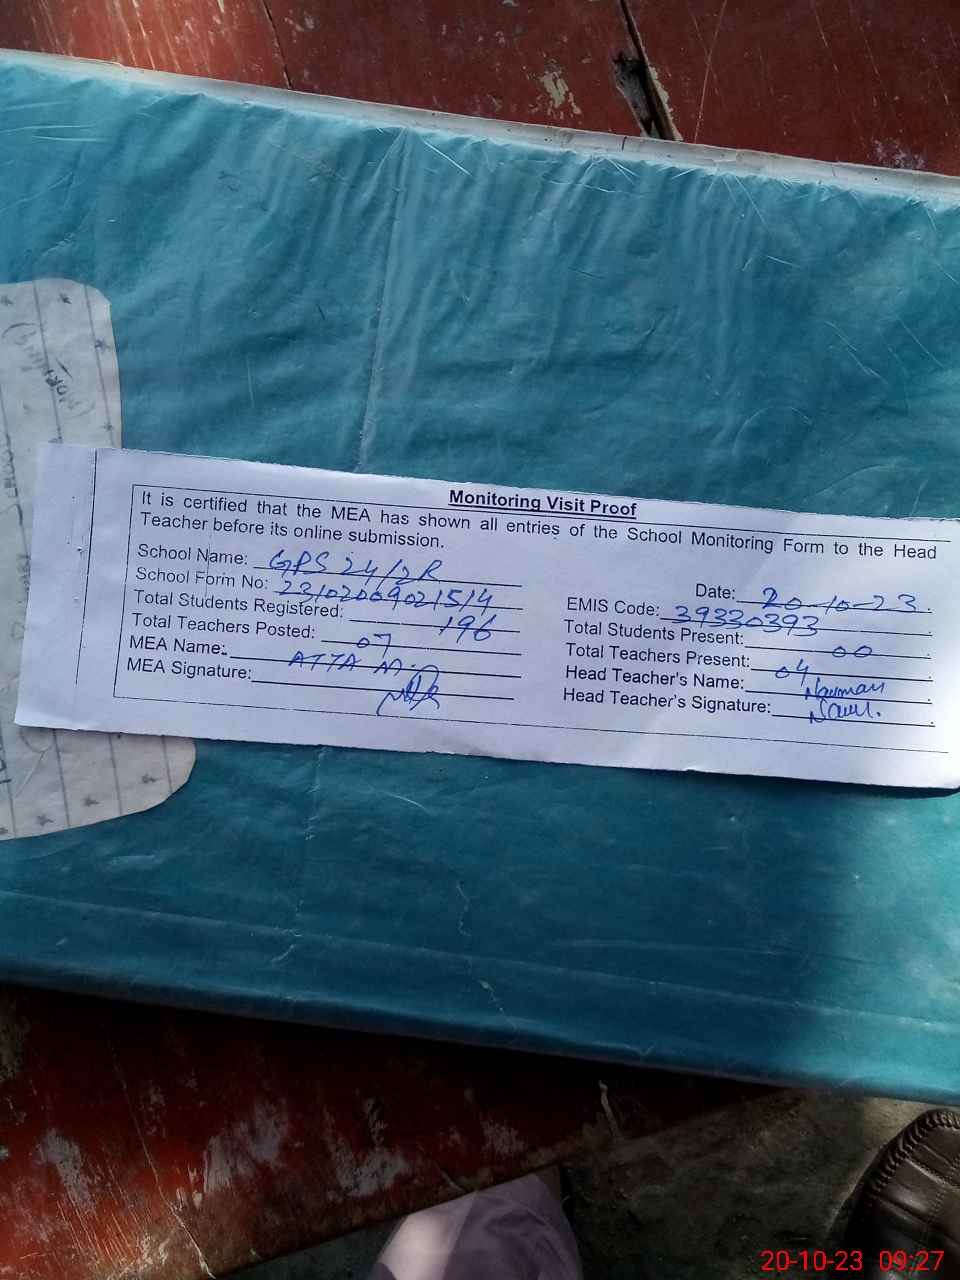 (Morning)
Monitoring Visit Proof
It is certified that the MEA has shown all entries of the School Monitoring Form to the Head
Teacher before its online submission.
School Name: GPS 24/2R
Date: 20-10-23
School Form No: 23102009021514
EMIS Code: 39330393
Total Students Registered: 196
Total Students Present: 00
Total Teachers Posted: 07
Total Teachers Present: 04
MEA Name: ATTA M.
Head Teacher's Name: Nauman
MEA Signature:
Head Teacher's Signature:
20-10-23 09:27